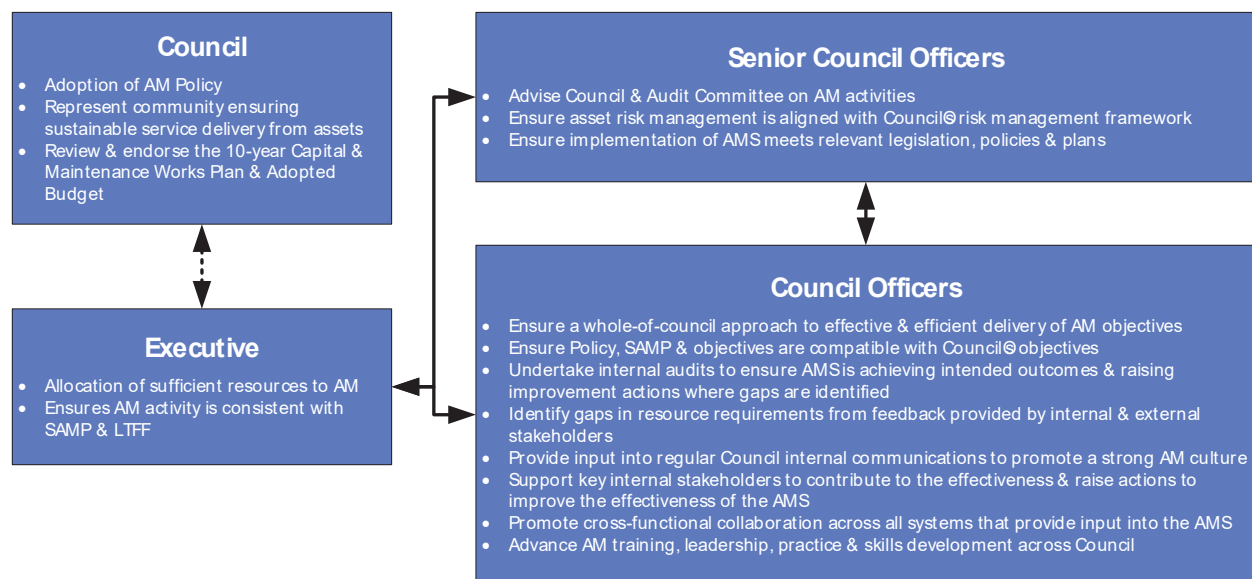 Council
• Adoption of AM Policy
• Represent community ensuring
sustainable service delivery from assets
• Review & endorse the 10-year Capital &
Maintenance Works Plan & Adopted
Budget
Executive
• Allocation of sufficient resources to AM
• Ensures AM activity is consistent with
SAMP & LTFF
Senior Council Officers
• Advise Council & Audit Committee on AM activities
• Ensure asset risk management is aligned with Council®s risk management framework
• Ensure implementation of AMS meets relevant legislation, policies & plans
Council Officers
• Ensure a whole-of-council approach to effective & efficient delivery of AM objectives
• Ensure Policy, SAMP & objectives are compatible with Council®s objectives
• Undertake internal audits to ensure AMS is achieving intended outcomes & raising
improvement actions where gaps are identified
• Identify gaps in resource requirements from feedback provided by internal & external
stakeholders
• Provide input into regular Council internal communications to promote a strong AM culture
• Support key internal stakeholders to contribute to the effectiveness & raise actions to
improve the effectiveness of the AMS
• Promote cross-functional collaboration across all systems that provide input into the AMS
• Advance AM training, leadership, practice & skills development across Council